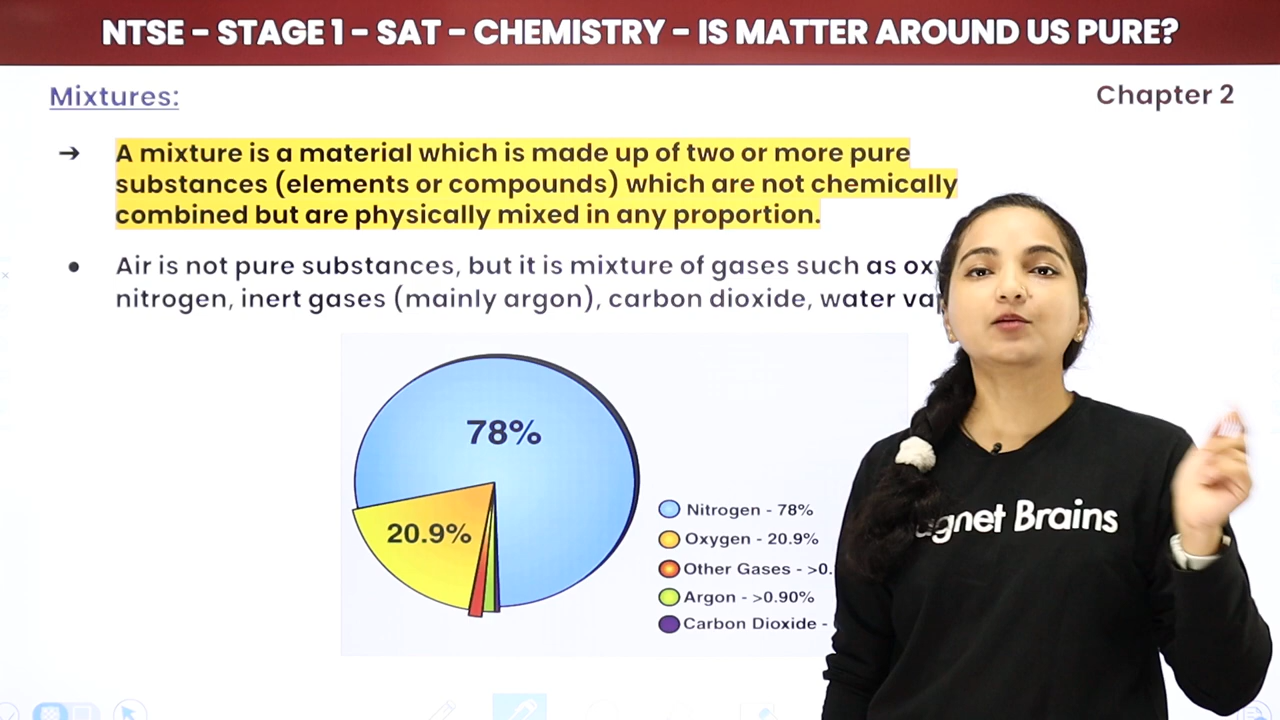 NTSE - STAGE 1 - SAT - CHEMISTRY - IS MATTER AROUND US PURE?
Mixtures:
Chapter 2
➔ A mixture is a material which is made up of two or more pure
substances (elements or compounds) which are not chemically
combined but are physically mixed in any proportion.
● Air is not pure substances, but it is mixture of gases such as
nitrogen, inert gases (mainly argon), carbon dioxide, water
78%
20.9%
Nitrogen - 78%
Oxygen - 20.9%
Other Gases - >0.
Argon - >0.90%
Carbon Dioxide -
gnet Brains